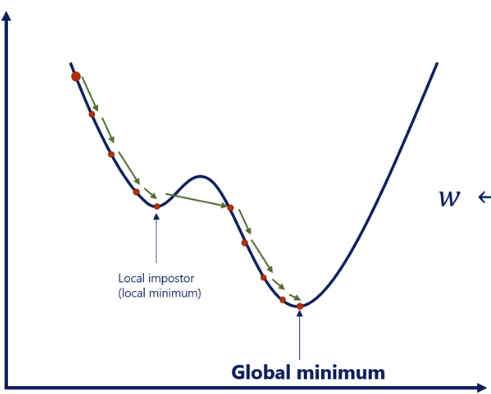 w ←
Local impostor
(local minimum)
Global minimum